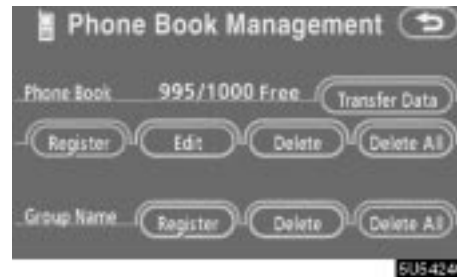 Phone Book Management
Phone Book 995/1000 Free Transfer Data
Register Edit Delete Delete All
Group Name Register Delete Delete All
5U5424